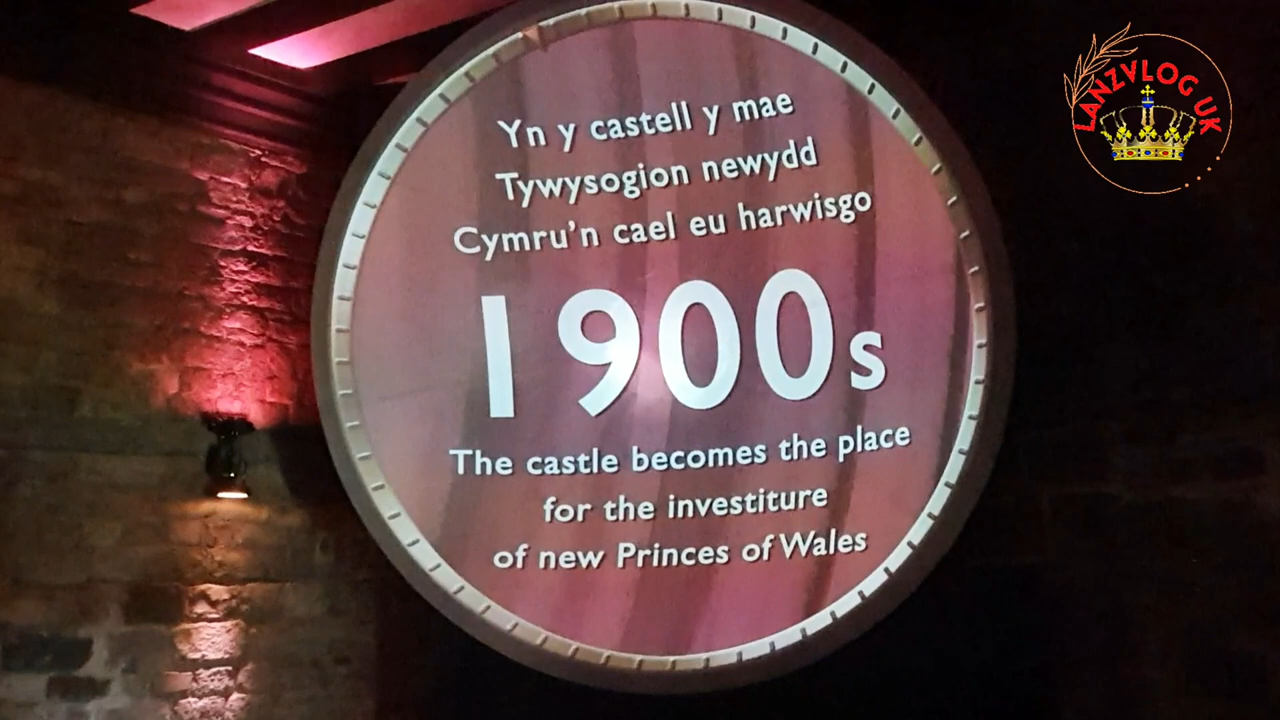 Yn y castell y mae
Tywysogion newydd
Cymru'n cael eu harwisgo
1900s
The castle becomes the place
for the investiture
of new Princes of Wales
LANZVLOG UK